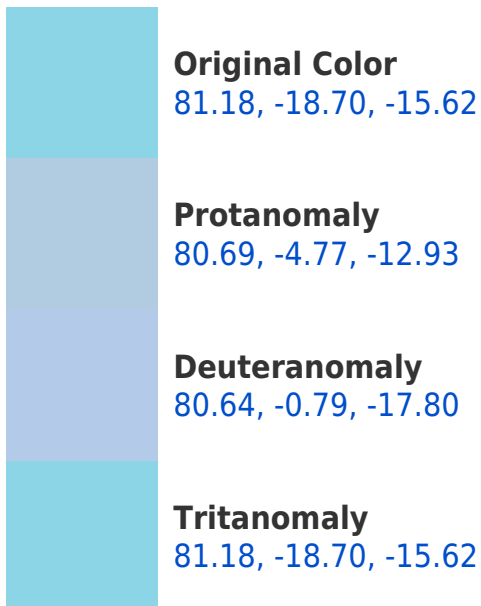 Original Color
81.18, -18.70, -15.62
Protanomaly
80.69, -4.77, -12.93
Deuteranomaly
80.64, -0.79, -17.80
Tritanomaly
81.18, -18.70, -15.62